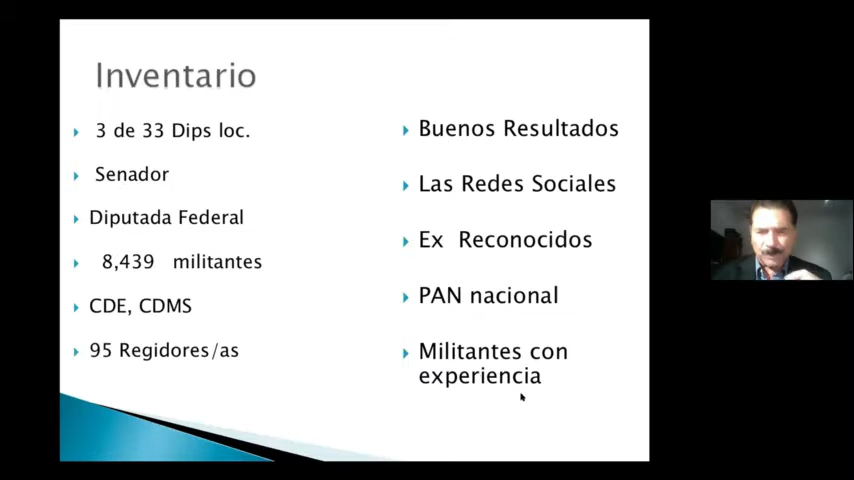 Inventario
3 de 33 Dips loc.
Senador
Diputada Federal
8,439 militantes
CDE, CDMS
95 Regidores/as
Buenos Resultados
Las Redes Sociales
Ex Reconocidos
PAN nacional
Militantes con
experiencia